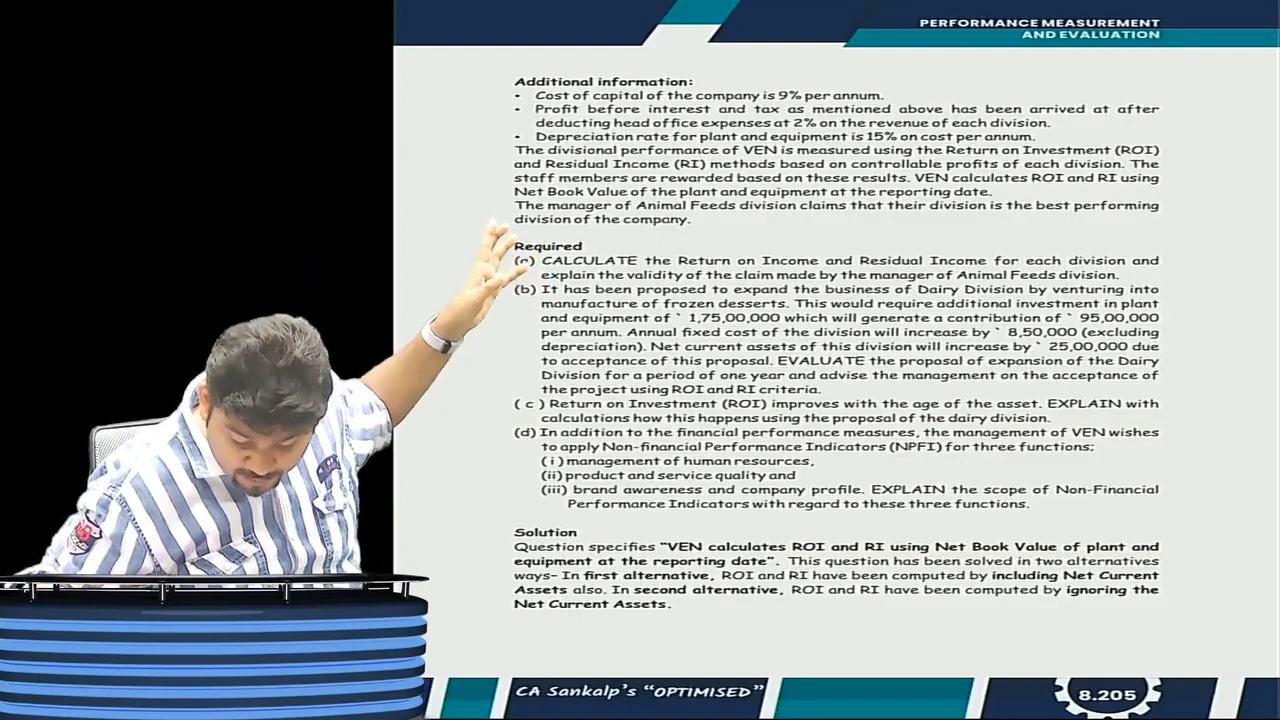 PERFORMANCE MEASUREMENT
AND EVALUATION
Additional information:
• Cost of capital of the company is 9% per annum.
• Profit before interest and tax as mentioned above has been arrived at after
deducting head office expenses at 2% on the revenue of each division.
• Depreciation rate for plant and equipment is 15% on cost per annum.
The divisional performance of VEN is measured using the Return on Investment (ROI)
and Residual Income (RI) methods based on controllable profits of each division. The
staff members are rewarded based on these results. VEN calculates ROI and RI using
Net Book Value of the plant and equipment at the reporting date.
The manager of Animal Feeds division claims that their division is the best performing
division of the company.
Required
(a) CALCULATE the Return on Income and Residual Income for each division and
explain the validity of the claim made by the manager of Animal Feeds division.
(b) It has been proposed to expand the business of Dairy Division by venturing into
manufacture of frozen desserts. This would require additional investment in plant
and equipment of ` 1,75,00,000 which will generate a contribution of ` 95,00,000
per annum. Annual fixed cost of the division will increase by ` 8,50,000 (excluding
depreciation). Net current assets of this division will increase by ` 25,00,000 due
to acceptance of this proposal. EVALUATE the proposal of expansion of the Dairy
Division for a period of one year and advise the management on the acceptance of
the project using ROI and RI criteria.
( c ) Return on Investment (ROI) improves with the age of the asset. EXPLAIN with
calculations how this happens using the proposal of the dairy division.
(d) In addition to the financial performance measures, the management of VEN wishes
to apply Non-financial Performance Indicators (NPFI) for three functions;
( i ) management of human resources,
(ii) product and service quality and
(iii) brand awareness and company profile. EXPLAIN the scope of Non-Financial
Performance Indicators with regard to these three functions.
Solution
Question specifies “VEN calculates ROI and RI using Net Book Value of plant and
equipment at the reporting date”. This question has been solved in two alternatives
ways- In first alternative, ROI and RI have been computed by including Net Current
Assets also. In second alternative, ROI and RI have been computed by ignoring the
Net Current Assets.
CA Sankalp's “OPTIMISED”
8.205